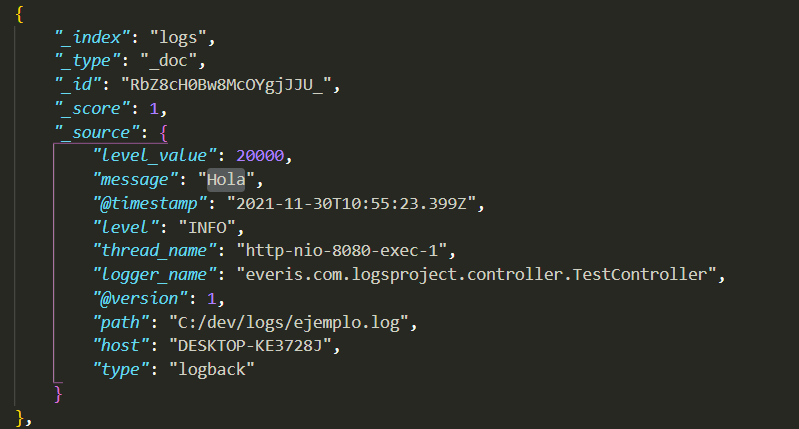 {
"_index": "logs",
"_type": "_doc",
"_id": "RbZ8cH0Bw8McOYgjJJU_",
"_score": 1,
"_source": {
"level_value": 20000,
"message": "Hola",
"@timestamp": "2021-11-30T10:55:23.399Z",
"level": "INFO",
"thread_name": "http-nio-8080-exec-1",
"logger_name": "everis.com.logsproject.controller.TestController",
"@version": 1,
"path": "C:/dev/logs/ejemplo.log",
"host": "DESKTOP-KE3728J",
"type": "logback"
}
},